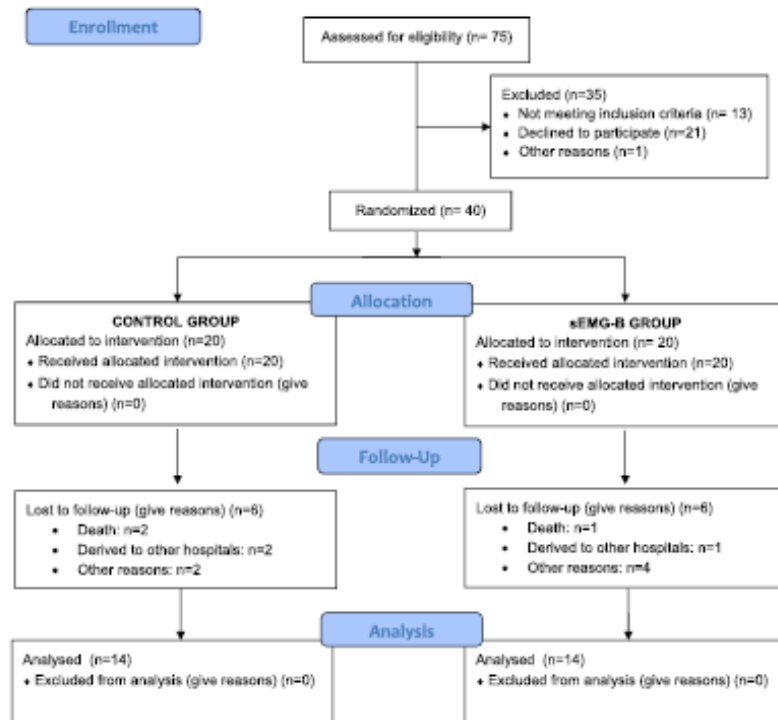 Enrollment
Assessed for eligibility (n= 75)
Excluded (n=35)
• Not meeting inclusion criteria (n= 13)
• Declined to participate (n=21)
• Other reasons (n=1)
Randomized (n= 40)
Allocation
CONTROL GROUP
Allocated to intervention (n=20)
♦ Received allocated intervention (n=20)
♦ Did not receive allocated intervention (give
reasons) (n=0)
sEMG-B GROUP
Allocated to intervention (n= 20)
♦ Received allocated intervention (n=20)
♦ Did not receive allocated intervention (give
reasons) (n=0)
Follow-Up
Lost to follow-up (give reasons) (n=6)
• Death: n=2
• Derived to other hospitals: n=2
• Other reasons: n=2
Lost to follow-up (give reasons) (n=6)
• Death: n=1
• Derived to other hospitals: n=1
• Other reasons: n=4
Analysis
Analysed (n=14)
♦ Excluded from analysis (give reasons) (n=0)
Analysed (n=14)
♦ Excluded from analysis (give reasons) (n=0)